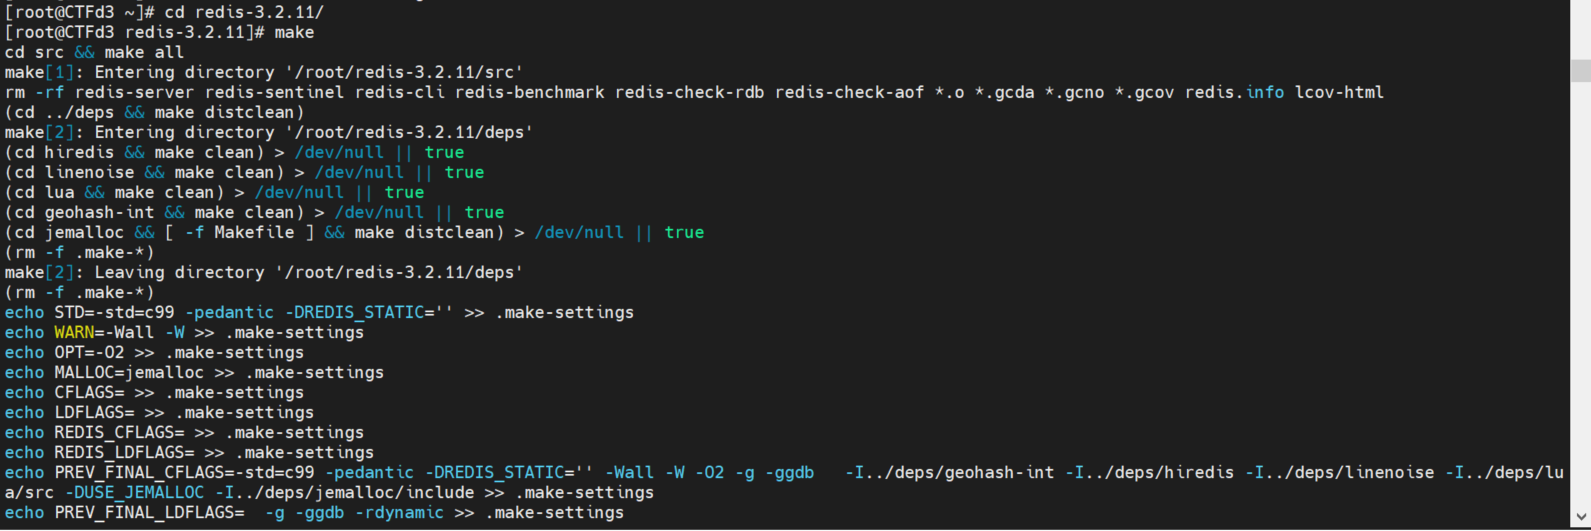 [root@CTFd3 ~]# cd redis-3.2.11/
[root@CTFd3 redis-3.2.11]# make
cd src && make all
make[1]: Entering directory '/root/redis-3.2.11/src'
rm -rf redis-server redis-sentinel redis-cli redis-benchmark redis-check-rdb redis-check-aof *.o *.gcda *.gcno *.gcov redis.info lcov-html
(cd ../deps && make distclean)
make[2]: Entering directory '/root/redis-3.2.11/deps'
(cd hiredis && make clean) > /dev/null || true
(cd linenoise && make clean) > /dev/null || true
(cd lua && make clean) > /dev/null || true
(cd geohash-int && make clean) > /dev/null || true
(cd jemalloc && [ -f Makefile ] && make distclean) > /dev/null || true
(rm -f .make-*)
make[2]: Leaving directory '/root/redis-3.2.11/deps'
(rm -f .make-*)
echo STD=-std=c99 -pedantic -DREDIS_STATIC='' >> .make-settings
echo WARN=-Wall -W >> .make-settings
echo OPT=-O2 >> .make-settings
echo MALLOC=jemalloc >> .make-settings
echo CFLAGS= >> .make-settings
echo LDFLAGS= >> .make-settings
echo REDIS_CFLAGS= >> .make-settings
echo REDIS_LDFLAGS= >> .make-settings
echo PREV_FINAL_CFLAGS=-std=c99 -pedantic -DREDIS_STATIC='' -Wall -W -O2 -g -ggdb   -I../deps/geohash-int -I../deps/hiredis -I../deps/linenoise -I../deps/lu
a/src -DUSE_JEMALLOC -I../deps/jemalloc/include >> .make-settings
echo PREV_FINAL_LDFLAGS=  -g -ggdb -rdynamic >> .make-settings